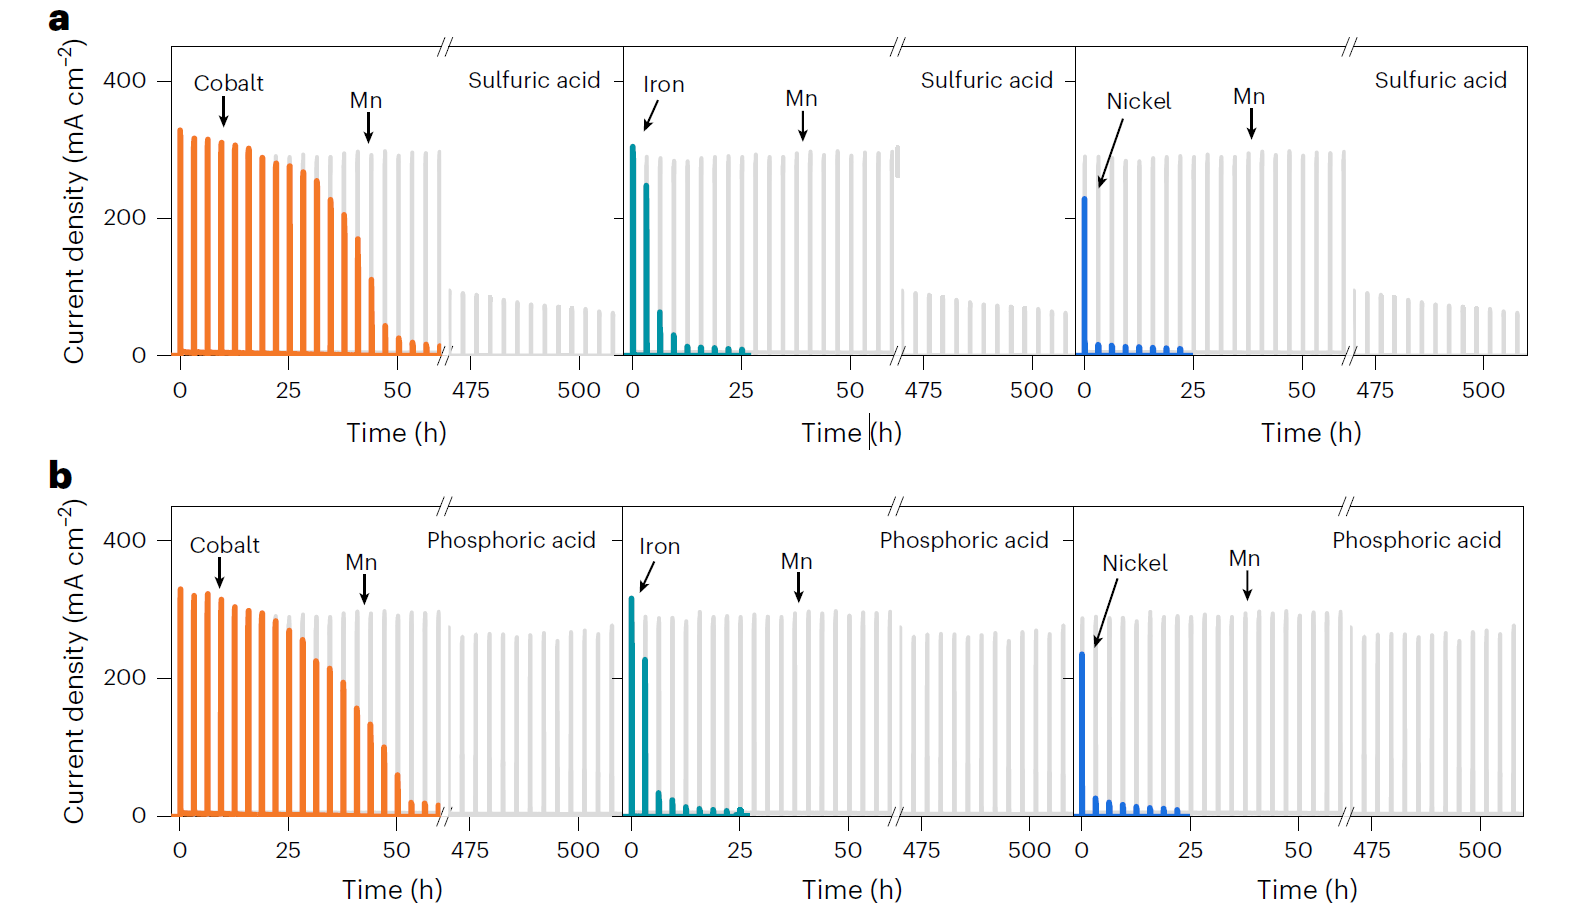 a
Current density (mA cm⁻²)
400
200
0
Cobalt
Mn
Sulfuric acid
Iron
Mn
Sulfuric acid
Nickel
Mn
Sulfuric acid
0 25 50 475 500
0 25 50 475 500
0 25 50 475 500
Time (h)
Time (h)
Time (h)
b
Current density (mA cm⁻²)
400
200
0
Cobalt
Mn
Phosphoric acid
Iron
Mn
Phosphoric acid
Nickel
Mn
Phosphoric acid
0 25 50 475 500
0 25 50 475 500
0 25 50 475 500
Time (h)
Time (h)
Time (h)